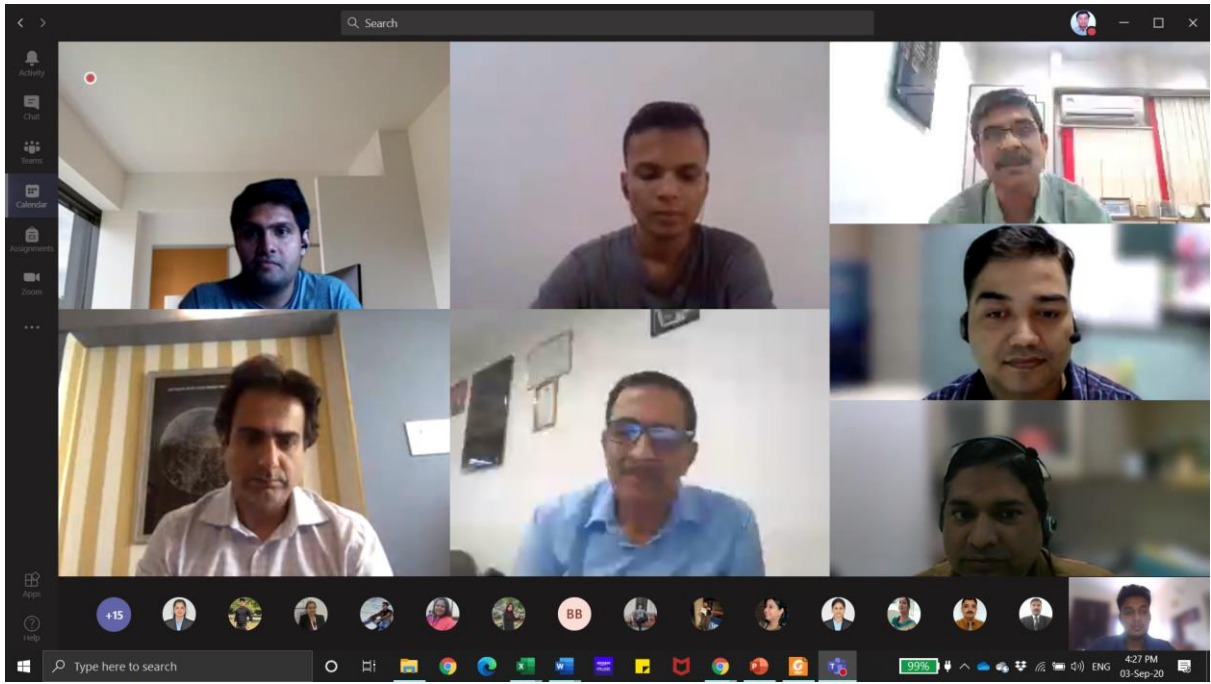 Search
Activity
Chat
Teams
Calendar
Assignments
Zoom
Apps
Help
+15
BB
Type here to search
99%
ENG
4:27 PM
03-Sep-20